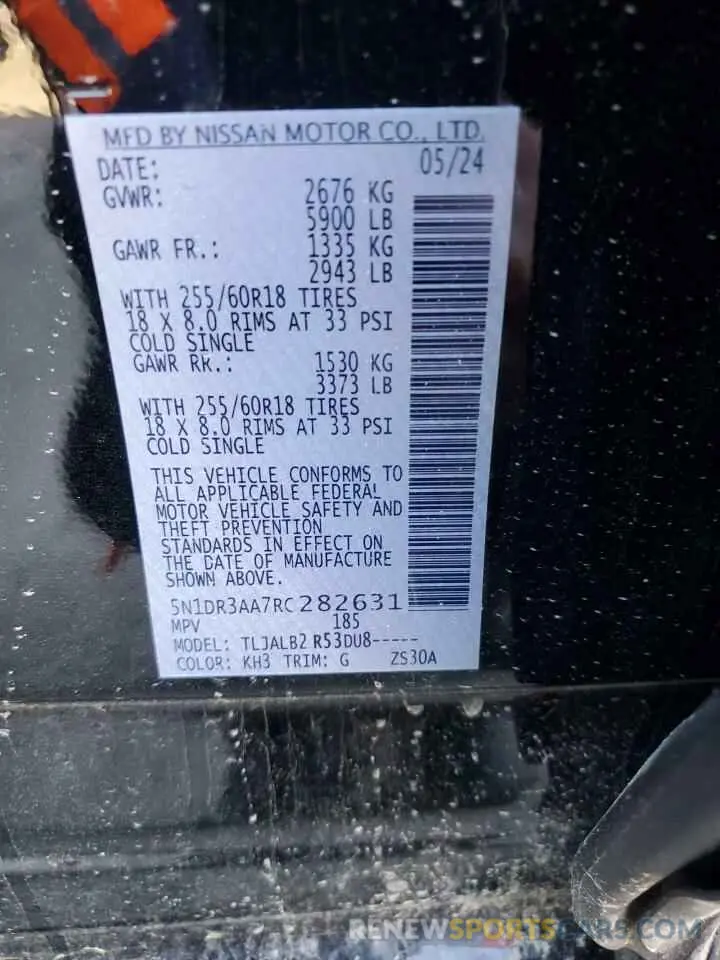 MFD BY NISSAN MOTOR CO., LTD.
DATE: 05/24
GVWR: 2676 KG
5900 LB
GAWR FR.: 1335 KG
2943 LB
WITH 255/60R18 TIRES
18 X 8.0 RIMS AT 33 PSI
COLD SINGLE
GAWR RR.: 1530 KG
3373 LB
WITH 255/60R18 TIRES
18 X 8.0 RIMS AT 33 PSI
COLD SINGLE
THIS VEHICLE CONFORMS TO
ALL APPLICABLE FEDERAL
MOTOR VEHICLE SAFETY AND
THEFT PREVENTION
STANDARDS IN EFFECT ON
THE DATE OF MANUFACTURE
SHOWN ABOVE.
5N1DR3AA7RC282631
MPV 185
MODEL: TLJALB2 R53DU8-----
COLOR: KH3 TRIM: G ZS30A
RENEWSPORTSCARS.COM